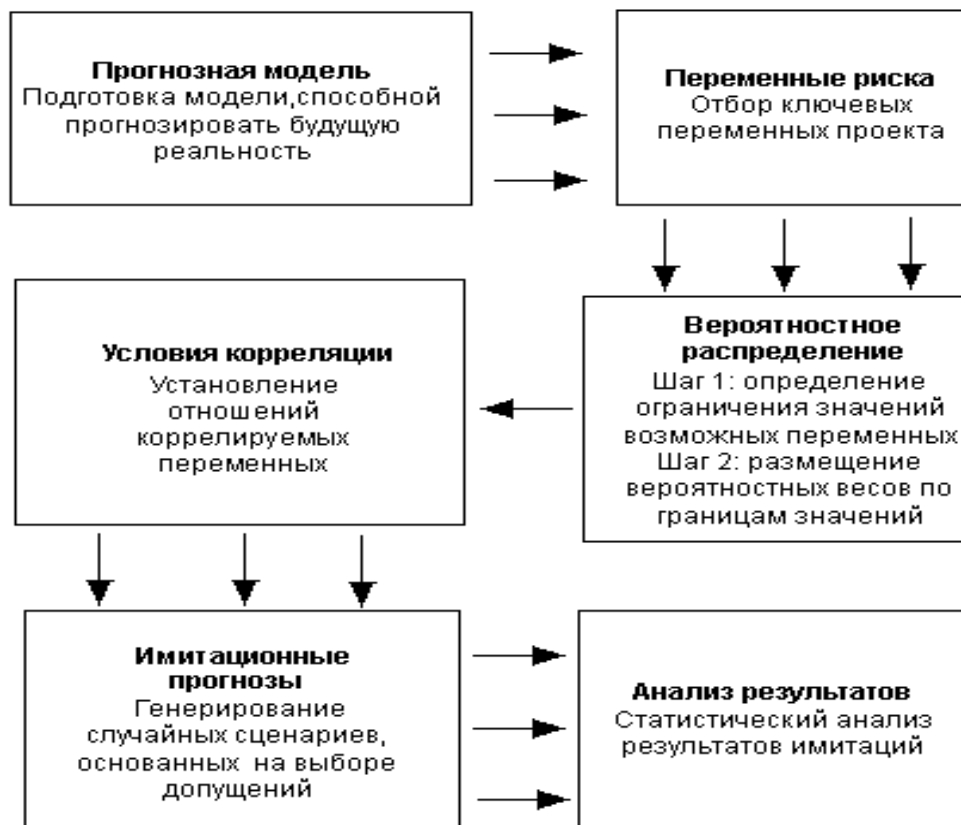 Прогнозная модель
Подготовка модели,способной
прогнозировать будущую
реальность
Переменные риска
Отбор ключевых
переменных проекта
Вероятностное
распределение
Шаг 1: определение
ограничения значений
возможных переменных
Шаг 2: размещение
вероятностных весов по
границам значений
Условия корреляции
Установление
отношений
коррелируемых
переменных
Имитационные
прогнозы
Генерирование
случайных сценариев,
основанных на выборе
допущений
Анализ результатов
Статистический анализ
результатов имитаций